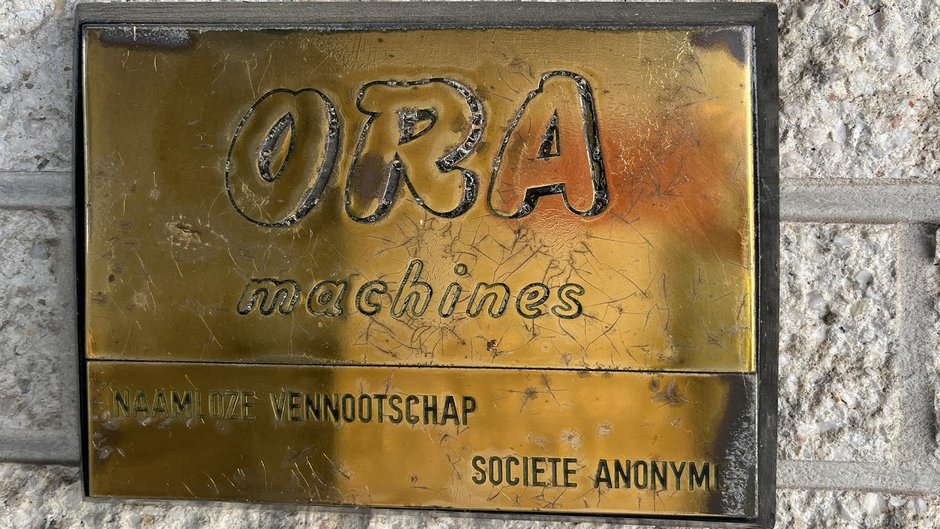 ORA
machines
NAAMLOZE VENNOOTSCHAP
SOCIETE ANONYME